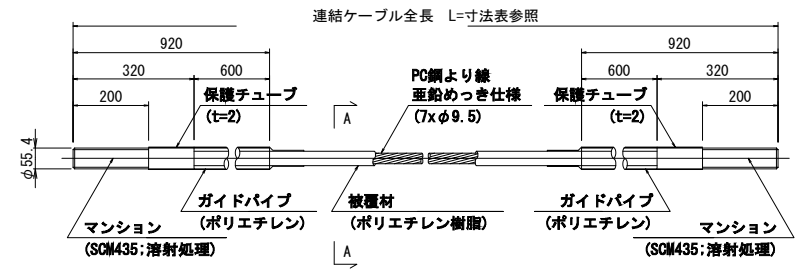 連結ケーブル全長 L=寸法表参照
920
920
320
600
600
320
200
200
保護チューブ
(t=2)
PC鋼より線
亜鉛めっき仕様
(7xφ9.5)
保護チューブ
(t=2)
A
φ55.4
ガイドパイプ
(ポリエチレン)
被覆材
(ポリエチレン樹脂)
ガイドパイプ
(ポリエチレン)
マンション
(SCM435;溶射処理)
マンション
(SCM435;溶射処理)
A